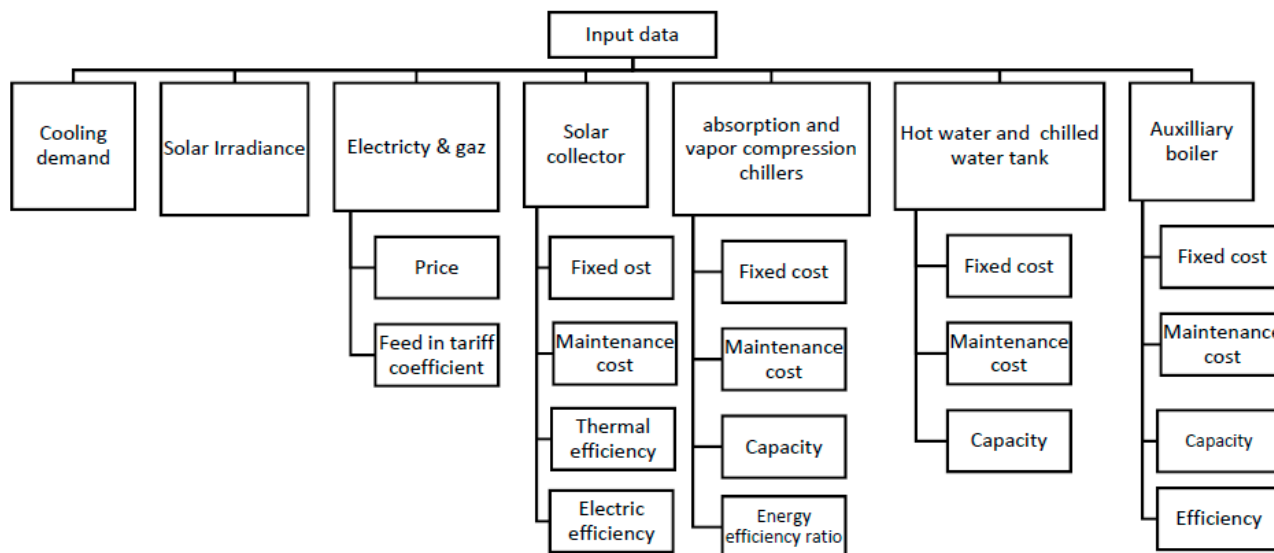 Input data
Cooling
demand
Solar Irradiance
Electricty & gaz
Price
Feed in tariff
coefficient
Solar
collector
Fixed ost
Maintenance
cost
Thermal
efficiency
Electric
efficiency
absorption and
vapor compression
chillers
Fixed cost
Maintenance
cost
Capacity
Energy
efficiency ratio
Hot water and chilled
water tank
Fixed cost
Maintenance
cost
Capacity
Auxilliary
boiler
Fixed cost
Maintenance
cost
Capacity
Efficiency